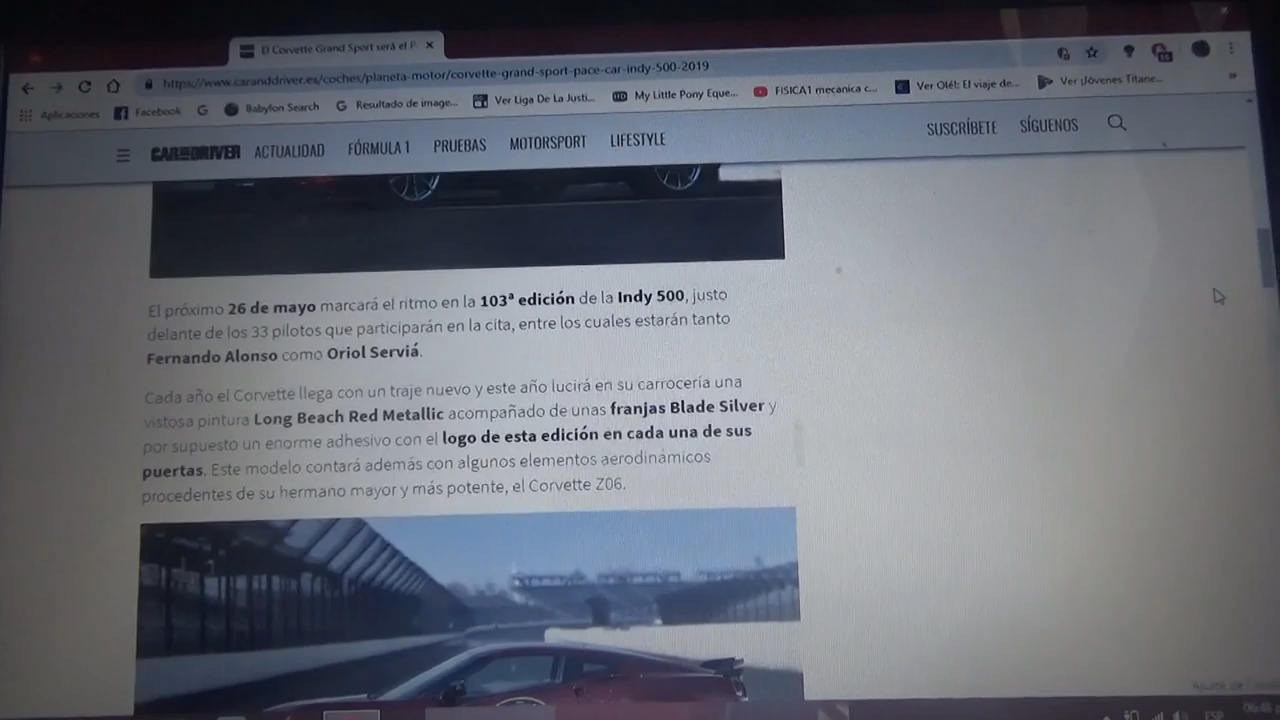 El Corvette Grand Sport será el P
https://www.caranddriver.es/coches/planeta-motor/corvette-grand-sport-pace-car-indy-500-2019
Aplicaciones Facebook Babylon Search Resultado de image... Ver Liga De La Justi... My Little Pony Eque... FISICA1 mecanica c... Ver Olé!: El viaje de... Ver ¡Jóvenes Titane...
CAR AND DRIVER ACTUALIDAD FÓRMULA 1 PRUEBAS MOTORSPORT LIFESTYLE SUSCRÍBETE SÍGUENOS
El próximo 26 de mayo marcará el ritmo en la 103ª edición de la Indy 500, justo
delante de los 33 pilotos que participarán en la cita, entre los cuales estarán tanto
Fernando Alonso como Oriol Serviá.
Cada año el Corvette llega con un traje nuevo y este año lucirá en su carrocería una
vistosa pintura Long Beach Red Metallic acompañado de unas franjas Blade Silver y
por supuesto un enorme adhesivo con el logo de esta edición en cada una de sus
puertas. Este modelo contará además con algunos elementos aerodinámicos
procedentes de su hermano mayor y más potente, el Corvette Z06.
ESP